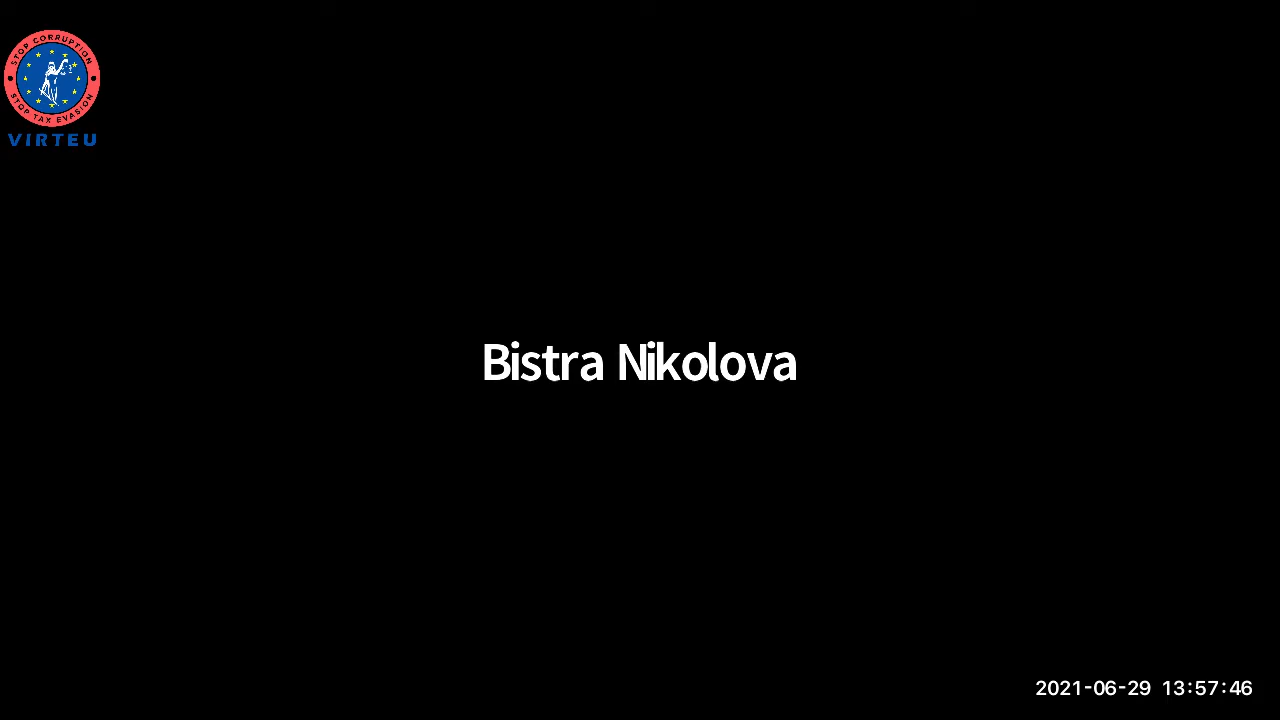 STOP CORRUPTION
STOP TAX EVASION
VIRTEU
Bistra Nikolova
2021-06-29 13:57:46